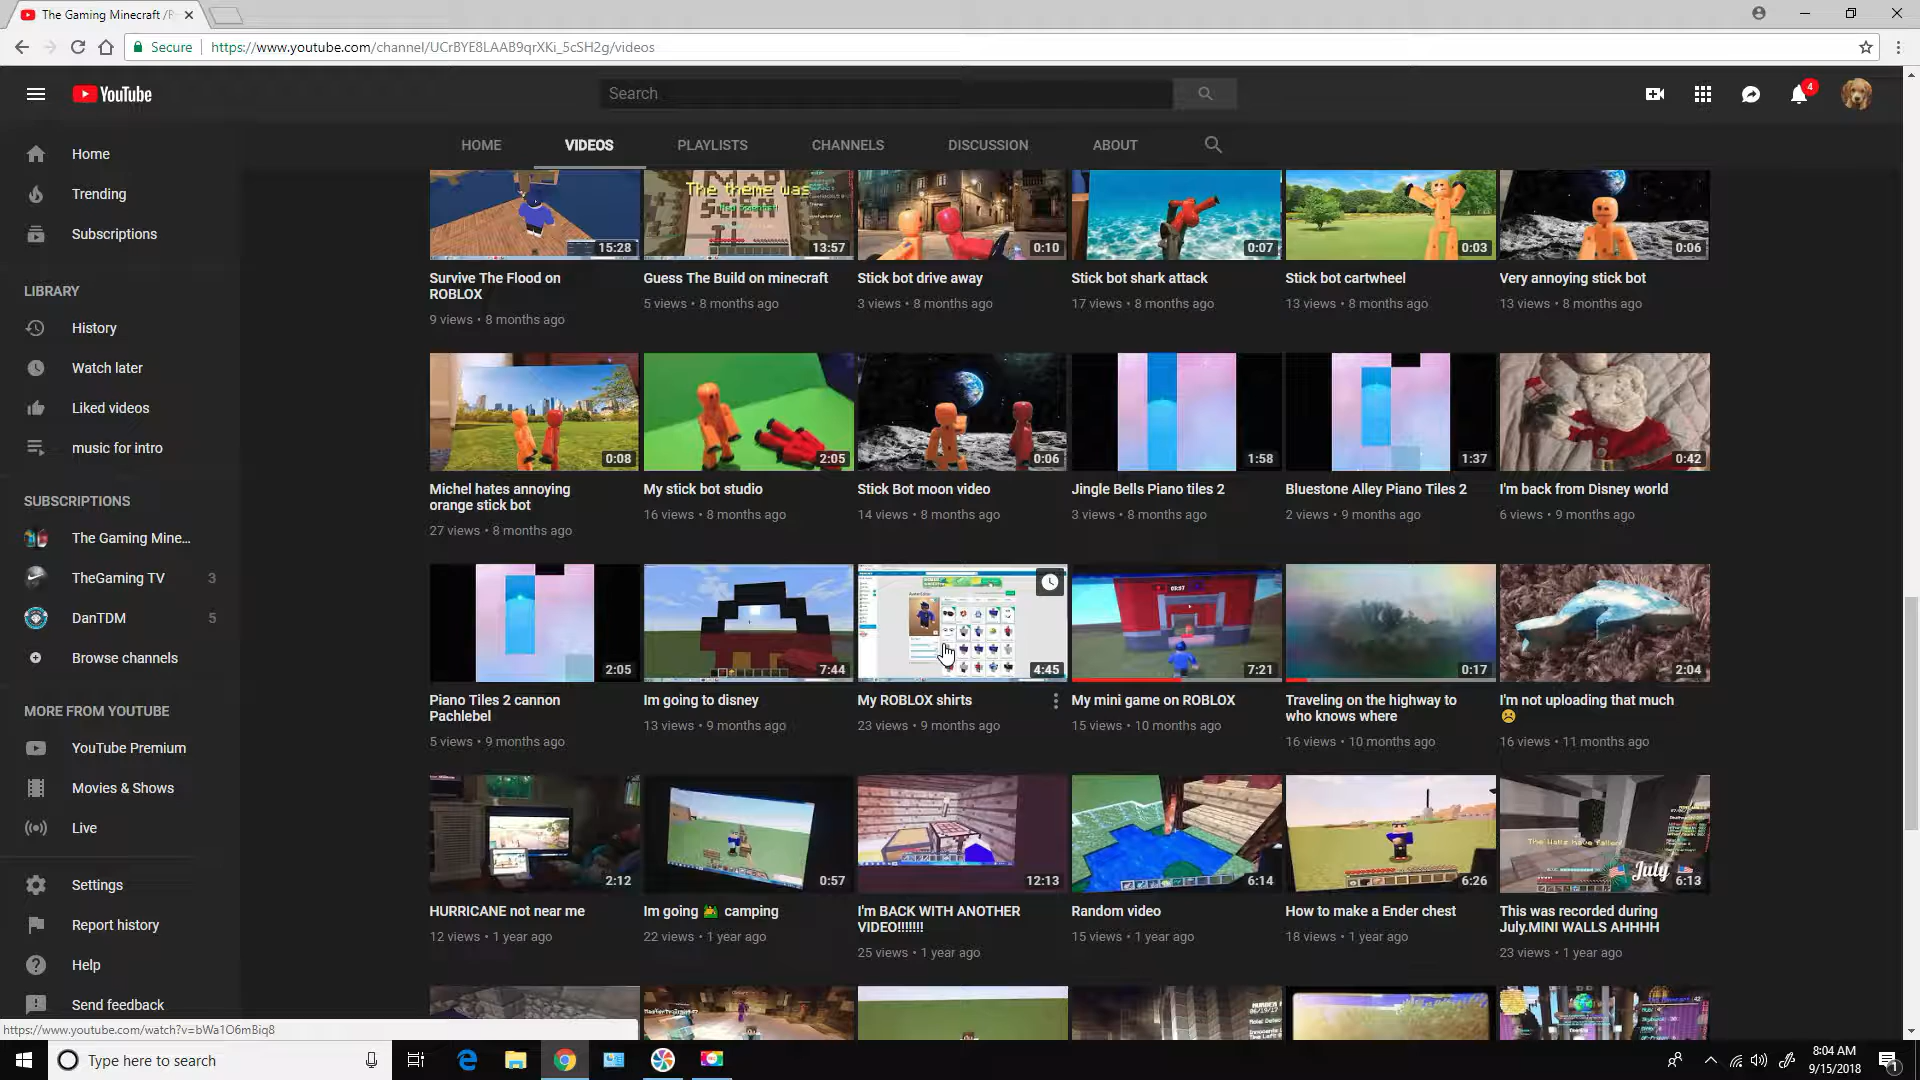 The Gaming Minecraft /R
Secure
https://www.youtube.com/channel/UCrBYE8LAAB9qrXKi_5cSH2g/videos
YouTube
Search
4
HOME
VIDEOS
PLAYLISTS
CHANNELS
DISCUSSION
ABOUT
Home
Trending
Subscriptions
LIBRARY
History
Watch later
Liked videos
music for intro
SUBSCRIPTIONS
The Gaming Mine...
TheGaming TV 3
DanTDM 5
Browse channels
MORE FROM YOUTUBE
YouTube Premium
Movies & Shows
Live
Settings
Report history
Help
Send feedback
15:28
Survive The Flood on
ROBLOX
9 views • 8 months ago
The theme was
13:57
Guess The Build on minecraft
5 views • 8 months ago
0:10
Stick bot drive away
3 views • 8 months ago
0:07
Stick bot shark attack
17 views • 8 months ago
0:03
Stick bot cartwheel
13 views • 8 months ago
0:06
Very annoying stick bot
13 views • 8 months ago
0:08
Michel hates annoying
orange stick bot
27 views • 8 months ago
2:05
My stick bot studio
16 views • 8 months ago
0:06
Stick Bot moon video
14 views • 8 months ago
1:58
Jingle Bells Piano tiles 2
3 views • 8 months ago
1:37
Bluestone Alley Piano Tiles 2
2 views • 9 months ago
0:42
I'm back from Disney world
6 views • 9 months ago
2:05
Piano Tiles 2 cannon
Pachlebel
5 views • 9 months ago
7:44
Im going to disney
13 views • 9 months ago
4:45
My ROBLOX shirts
23 views • 9 months ago
7:21
My mini game on ROBLOX
15 views • 10 months ago
0:17
Traveling on the highway to
who knows where
16 views • 10 months ago
2:04
I'm not uploading that much
☹️
16 views • 11 months ago
2:12
HURRICANE not near me
12 views • 1 year ago
0:57
Im going 🏕 camping
22 views • 1 year ago
12:13
I'm BACK WITH ANOTHER
VIDEO!!!!!!!
25 views • 1 year ago
6:14
Random video
15 views • 1 year ago
6:26
How to make a Ender chest
18 views • 1 year ago
The Walls have fallen!
July
6:13
This was recorded during
July.MINI WALLS AHHHH
23 views • 1 year ago
https://www.youtube.com/watch?v=bWa1O6mBiq8
Type here to search
8:04 AM
9/15/2018
1